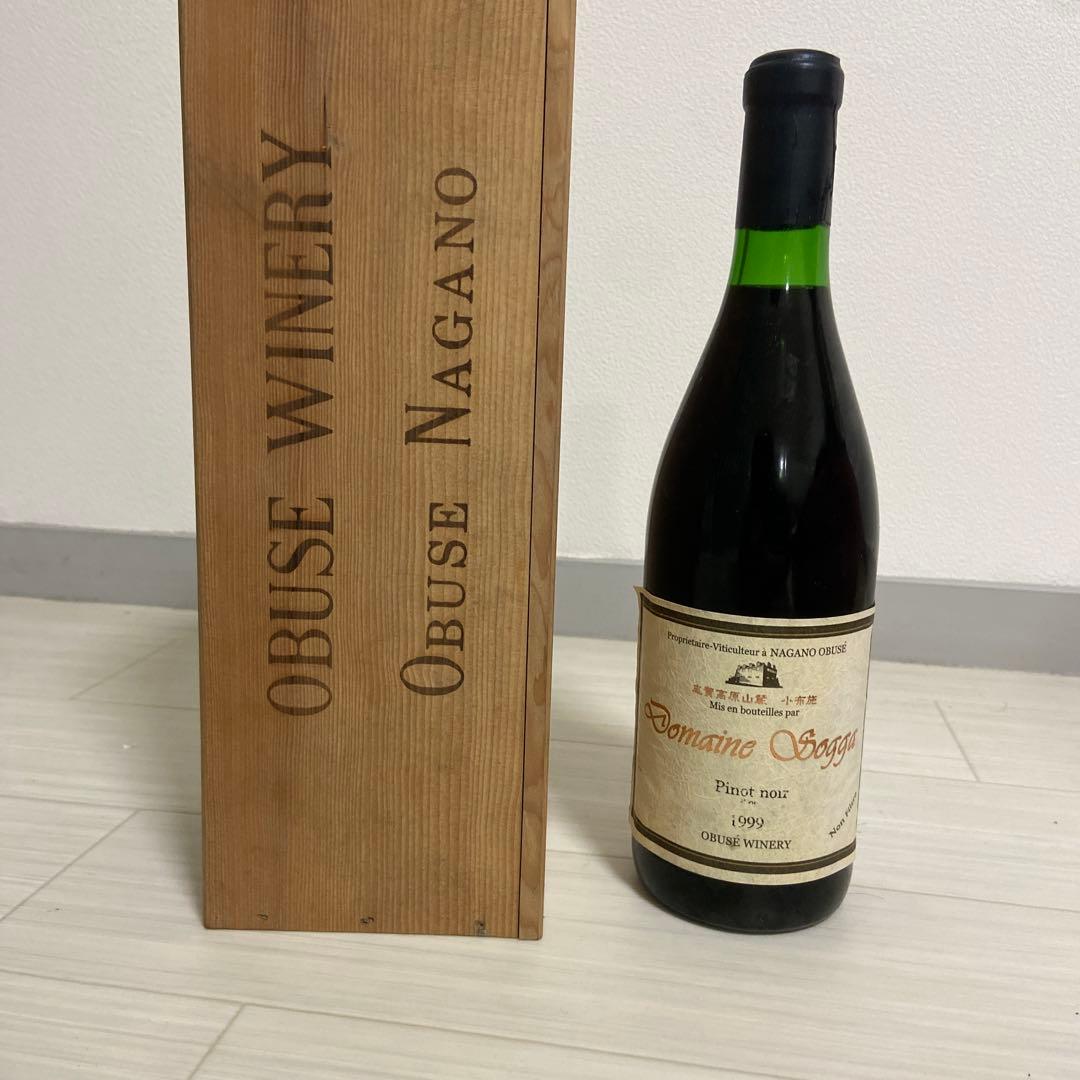 OBUSE WINERY
OBUSE NAGANO
Proprietaire-Viticulteur à NAGANO OBUSÉ
志賀高原山麓 小布施
Mis en bouteilles par
Domaine Sogga
Pinot noir
1999
OBUSÉ WINERY
Non